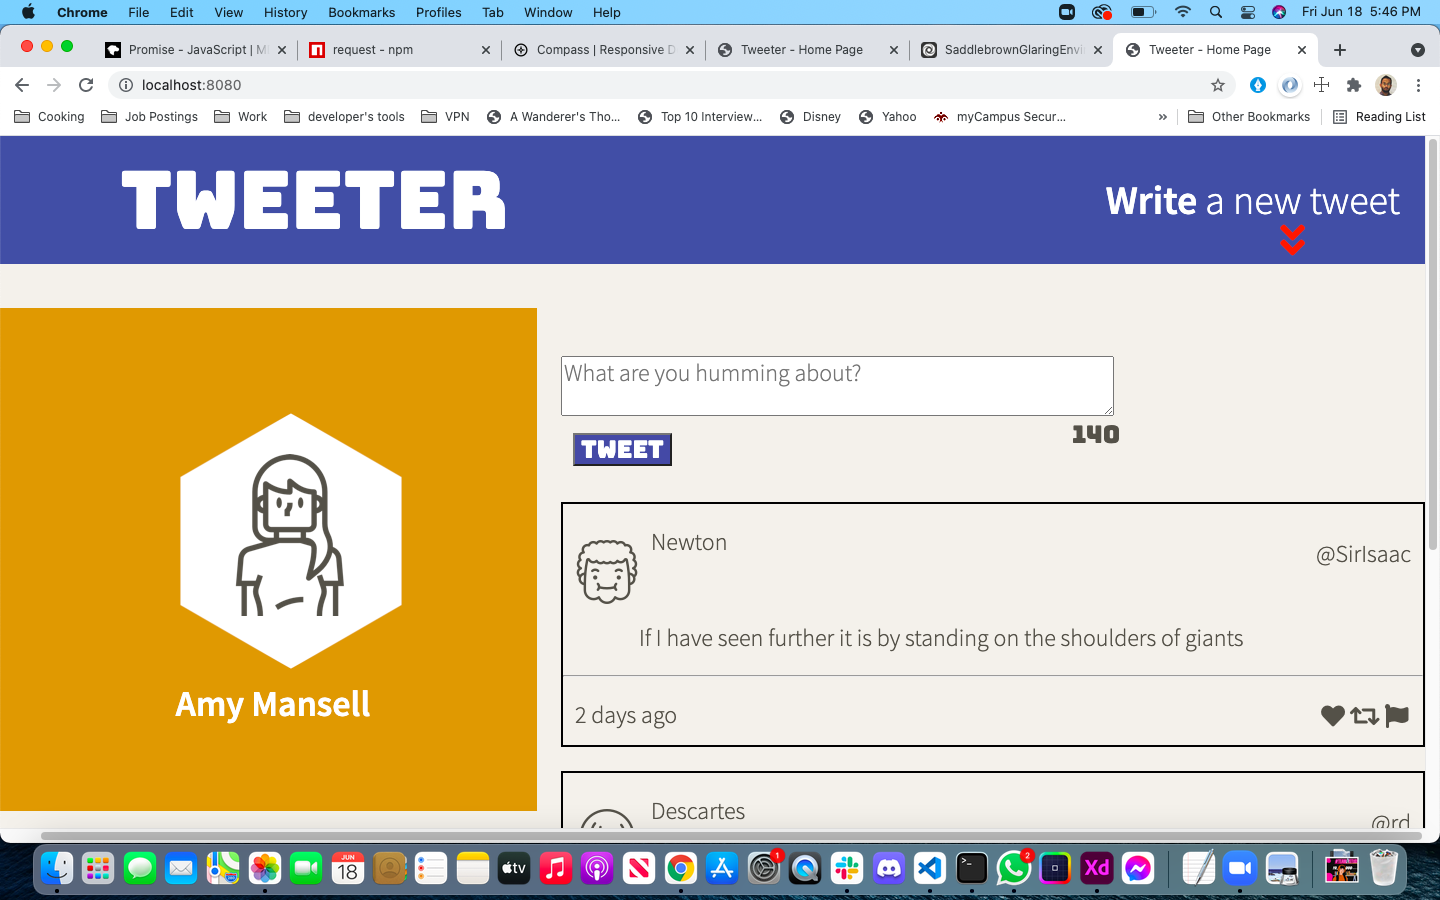 Chrome File Edit View History Bookmarks Profiles Tab Window Help Fri Jun 18 5:46 PM
Promise - JavaScript | M request - npm Compass | Responsive D Tweeter - Home Page SaddlebrownGlaringEnvi Tweeter - Home Page
localhost:8080
Cooking Job Postings Work developer's tools VPN A Wanderer's Tho... Top 10 Interview... Disney Yahoo myCampus Secur... » Other Bookmarks Reading List
TWEETER
Write a new tweet
What are you humming about?
TWEET
140
Newton
@SirIsaac
If I have seen further it is by standing on the shoulders of giants
2 days ago
Amy Mansell
Descartes
@rd
JUN
18
tv
1
2
Xd